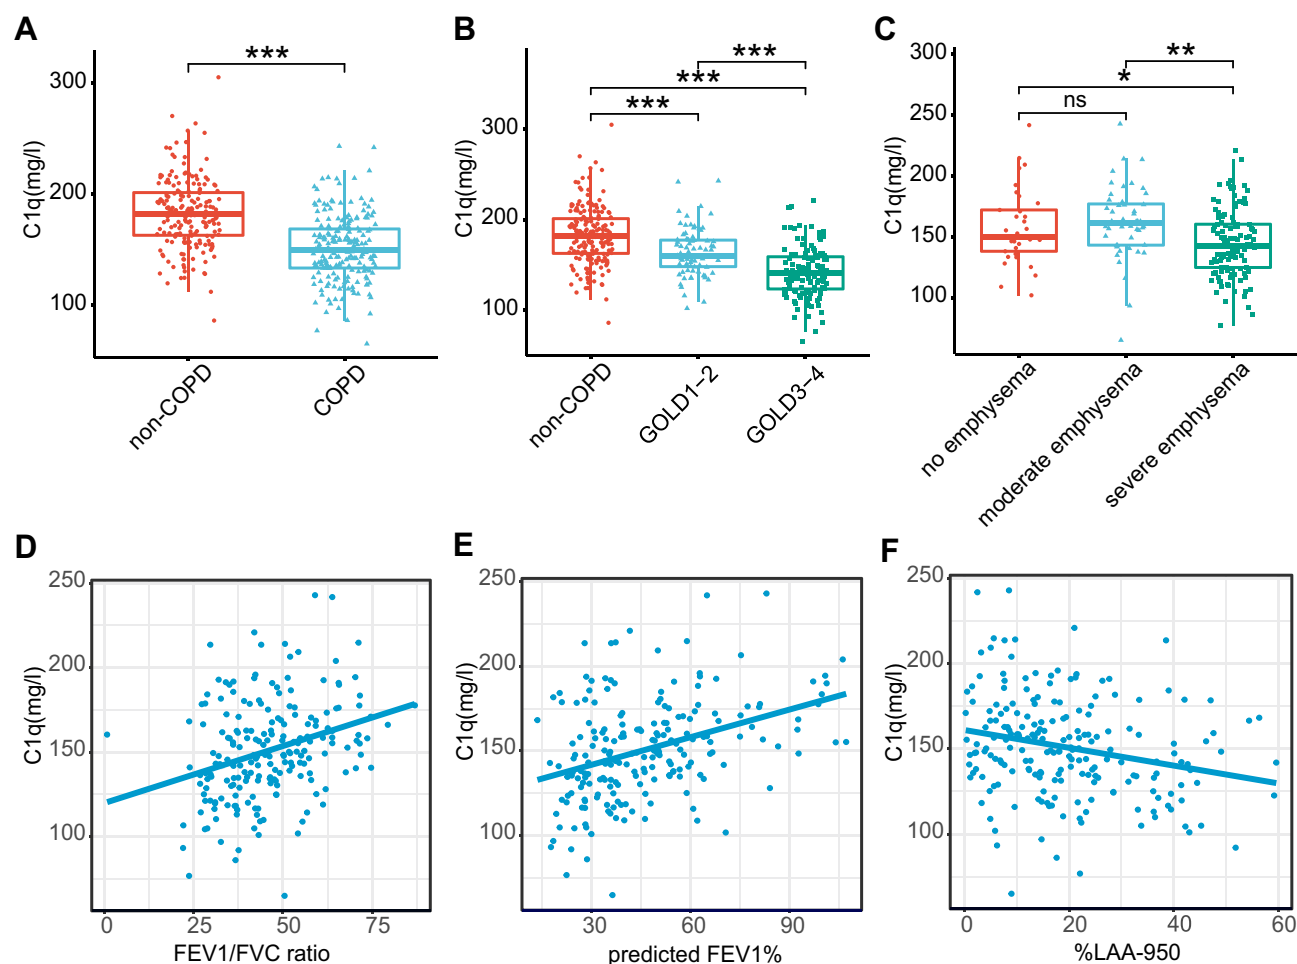 A
***
C1q(mg/l)
300
200
100
non-COPD
COPD
B
***
***
***
C1q(mg/l)
300
200
100
non-COPD
GOLD1−2
GOLD3−4
C
**
*
ns
C1q(mg/l)
300
250
200
150
100
no emphysema
moderate emphysema
severe emphysema
D
C1q(mg/l)
250
200
150
100
0 25 50 75
FEV1/FVC ratio
E
C1q(mg/l)
250
200
150
100
30 60 90
predicted FEV1%
F
C1q(mg/l)
250
200
150
100
0 20 40 60
%LAA-950